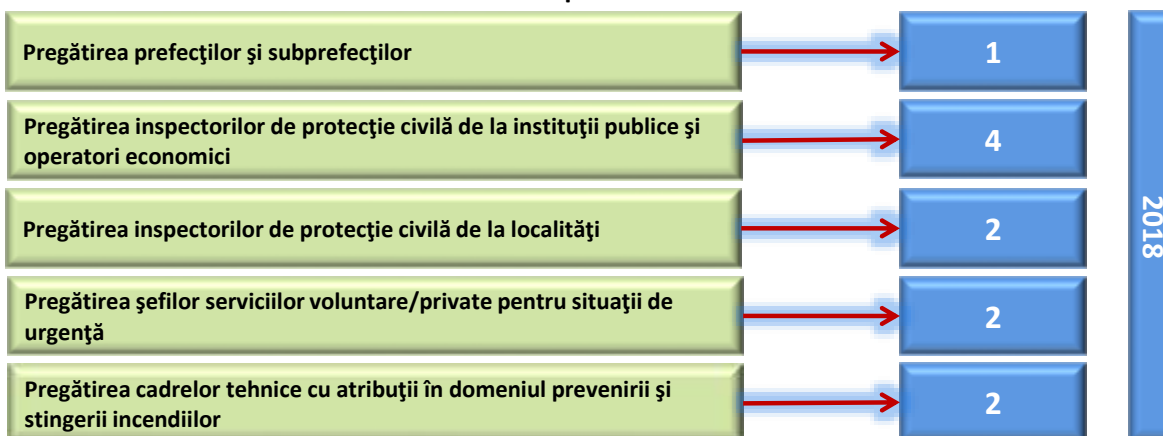 Pregătirea prefecţilor şi subprefecţilor
1
Pregătirea inspectorilor de protecţie civilă de la instituţii publice şi
operatori economici
4
Pregătirea inspectorilor de protecţie civilă de la localităţi
2
Pregătirea şefilor serviciilor voluntare/private pentru situaţii de
urgenţă
2
Pregătirea cadrelor tehnice cu atribuţii în domeniul prevenirii şi
stingerii incendiilor
2
2018